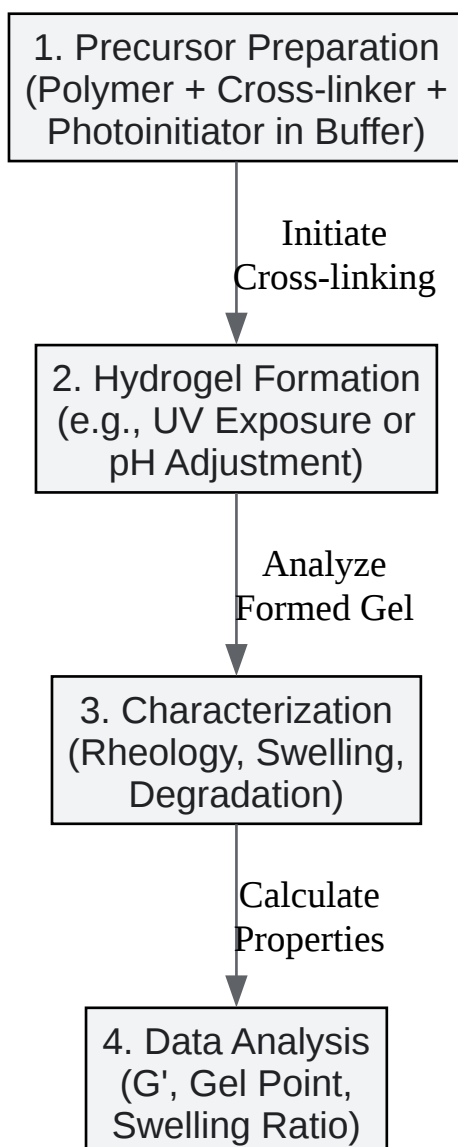 1. Precursor Preparation
(Polymer + Cross-linker +
Photoinitiator in Buffer)
Initiate
Cross-linking
2. Hydrogel Formation
(e.g., UV Exposure or
pH Adjustment)
Analyze
Formed Gel
3. Characterization
(Rheology, Swelling,
Degradation)
Calculate
Properties
4. Data Analysis
(G', Gel Point,
Swelling Ratio)